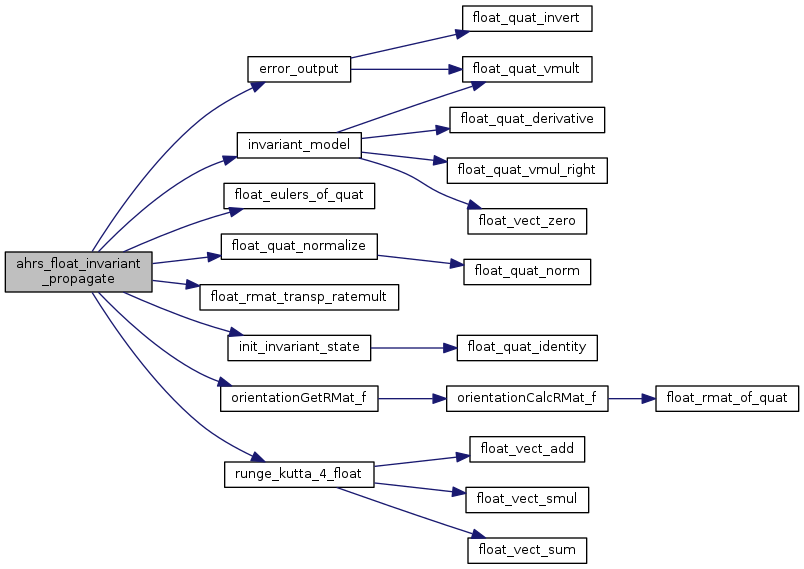 float_quat_invert
error_output
float_quat_vmult
float_quat_derivative
invariant_model
float_quat_vmul_right
float_eulers_of_quat
float_vect_zero
float_quat_normalize
ahrs_float_invariant
_propagate
float_quat_norm
float_rmat_transp_ratemult
init_invariant_state
float_quat_identity
orientationGetRMat_f
orientationCalcRMat_f
float_rmat_of_quat
float_vect_add
runge_kutta_4_float
float_vect_smul
float_vect_sum